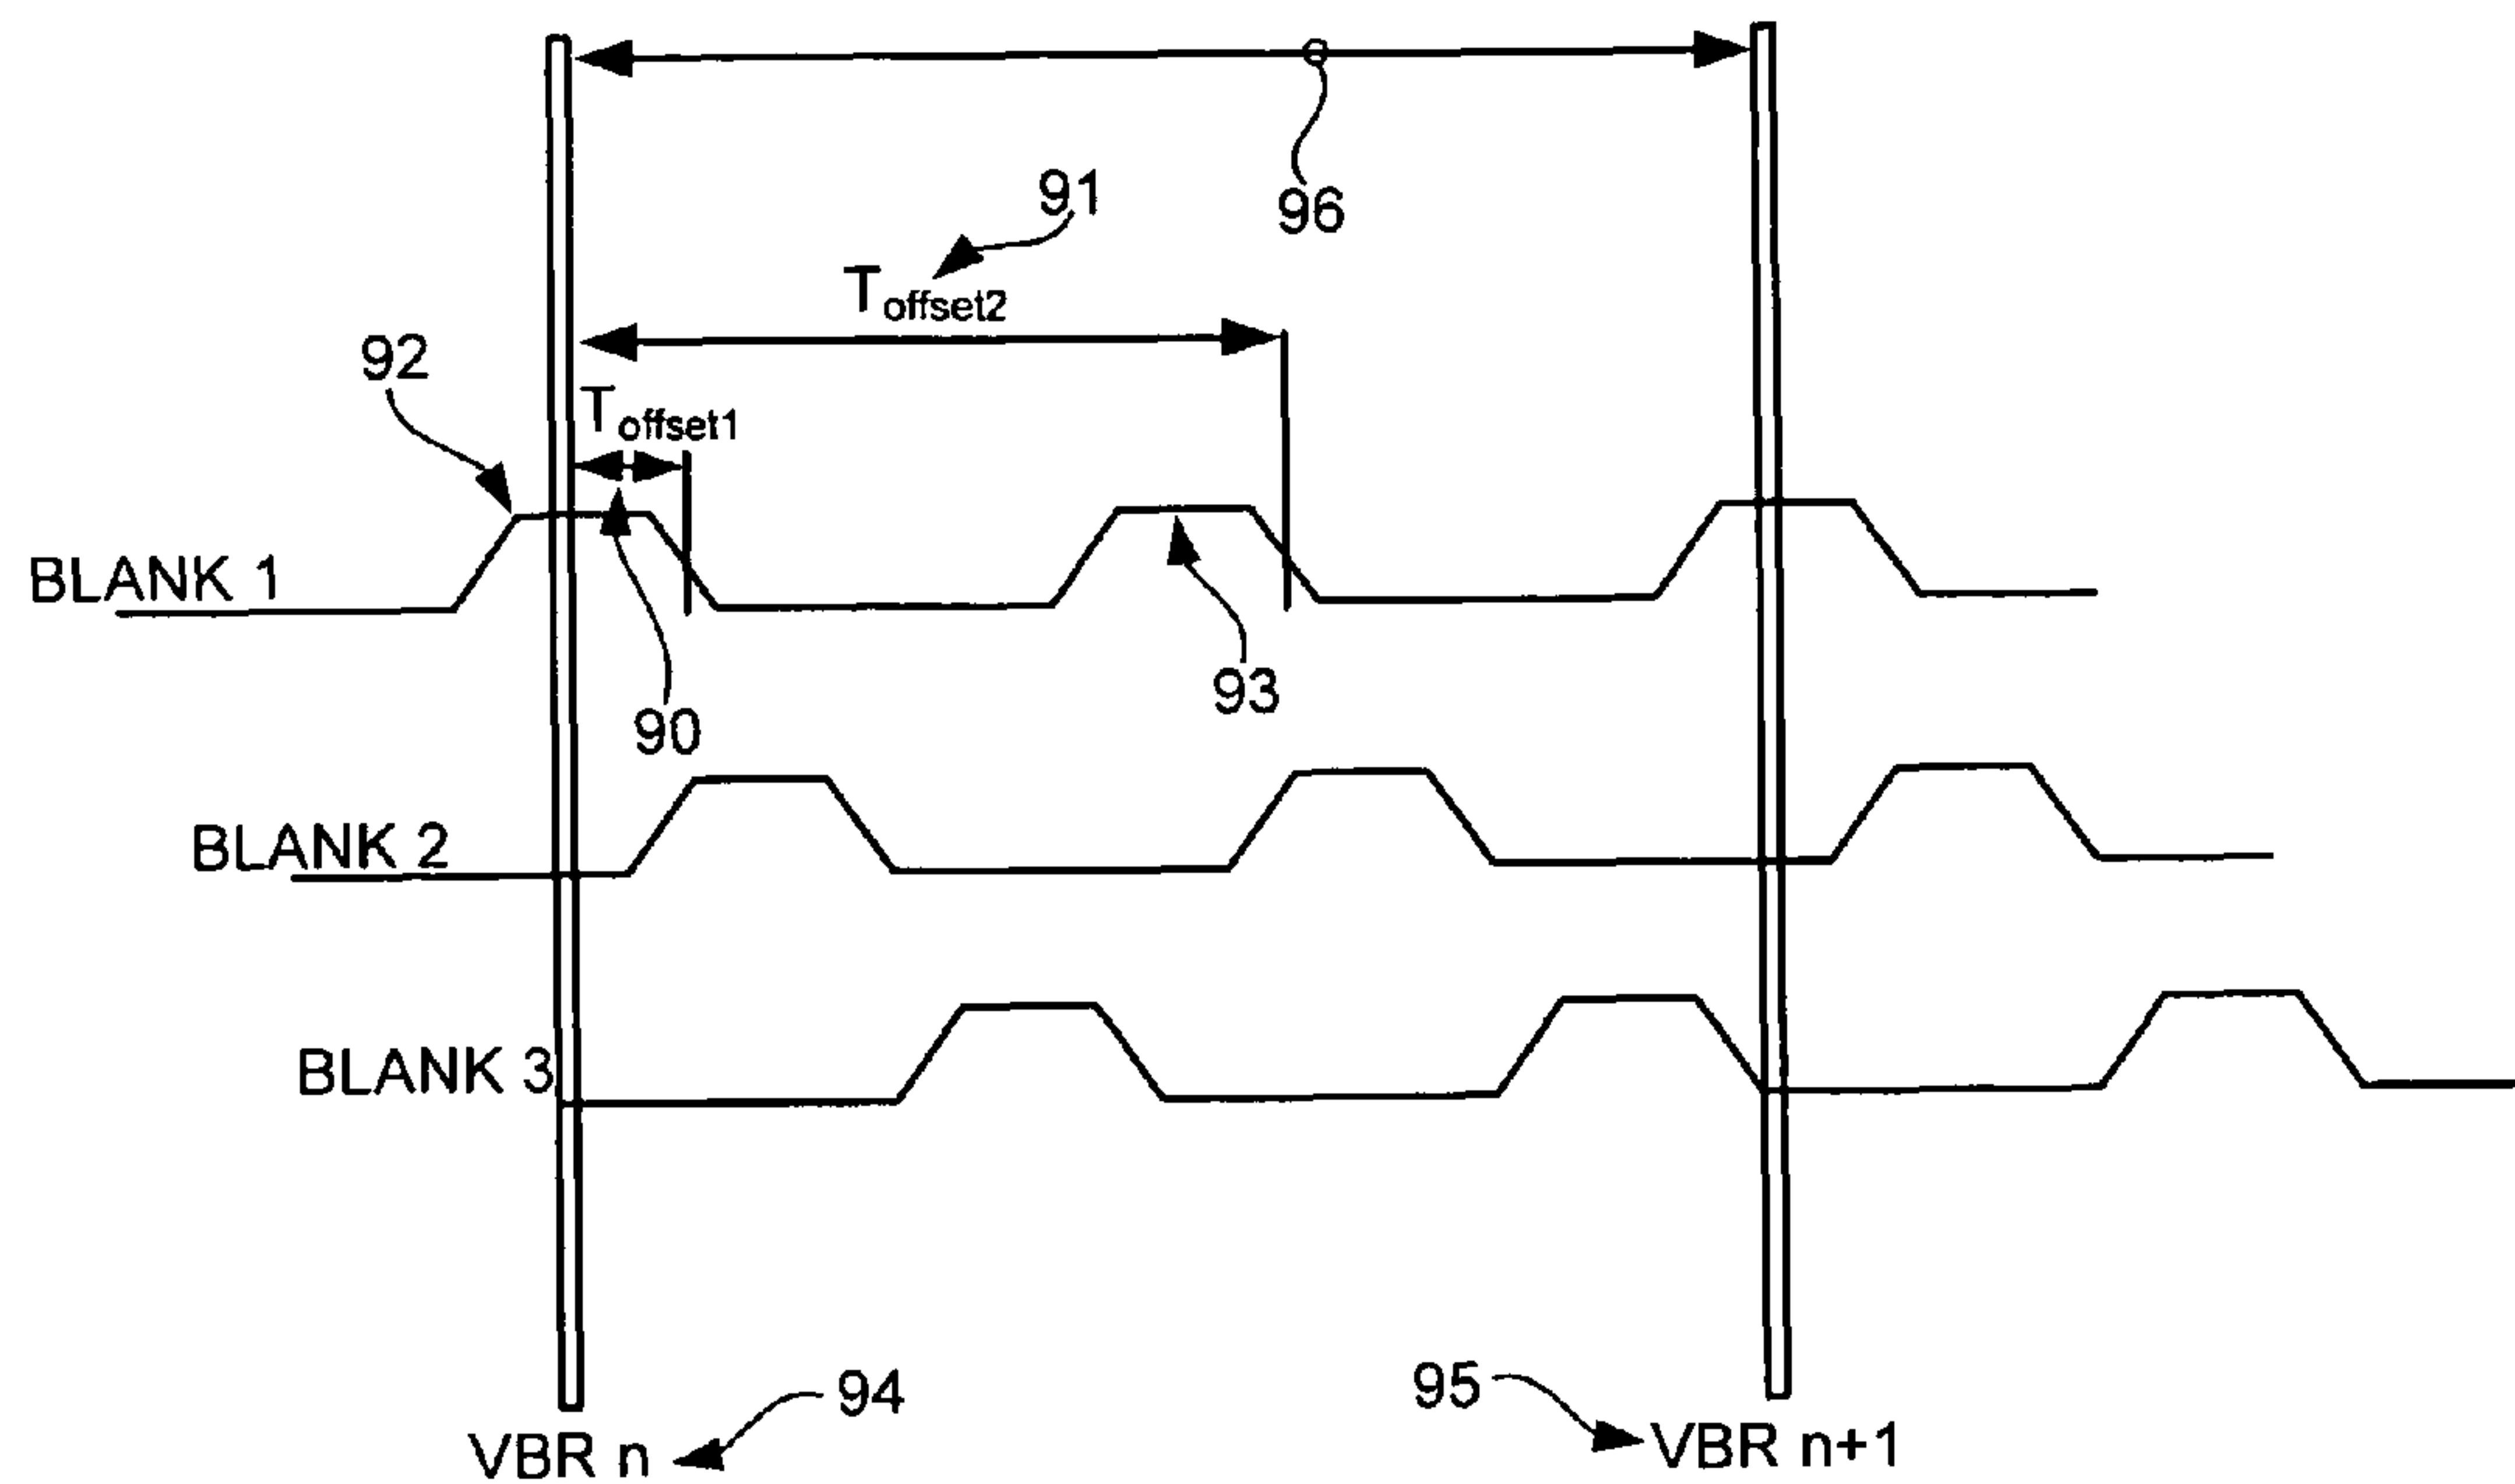 91
96
Toffset2
92
Toffset1
BLANK 1
93
90
BLANK 2
BLANK 3
94
95
VBR n
VBR n+1